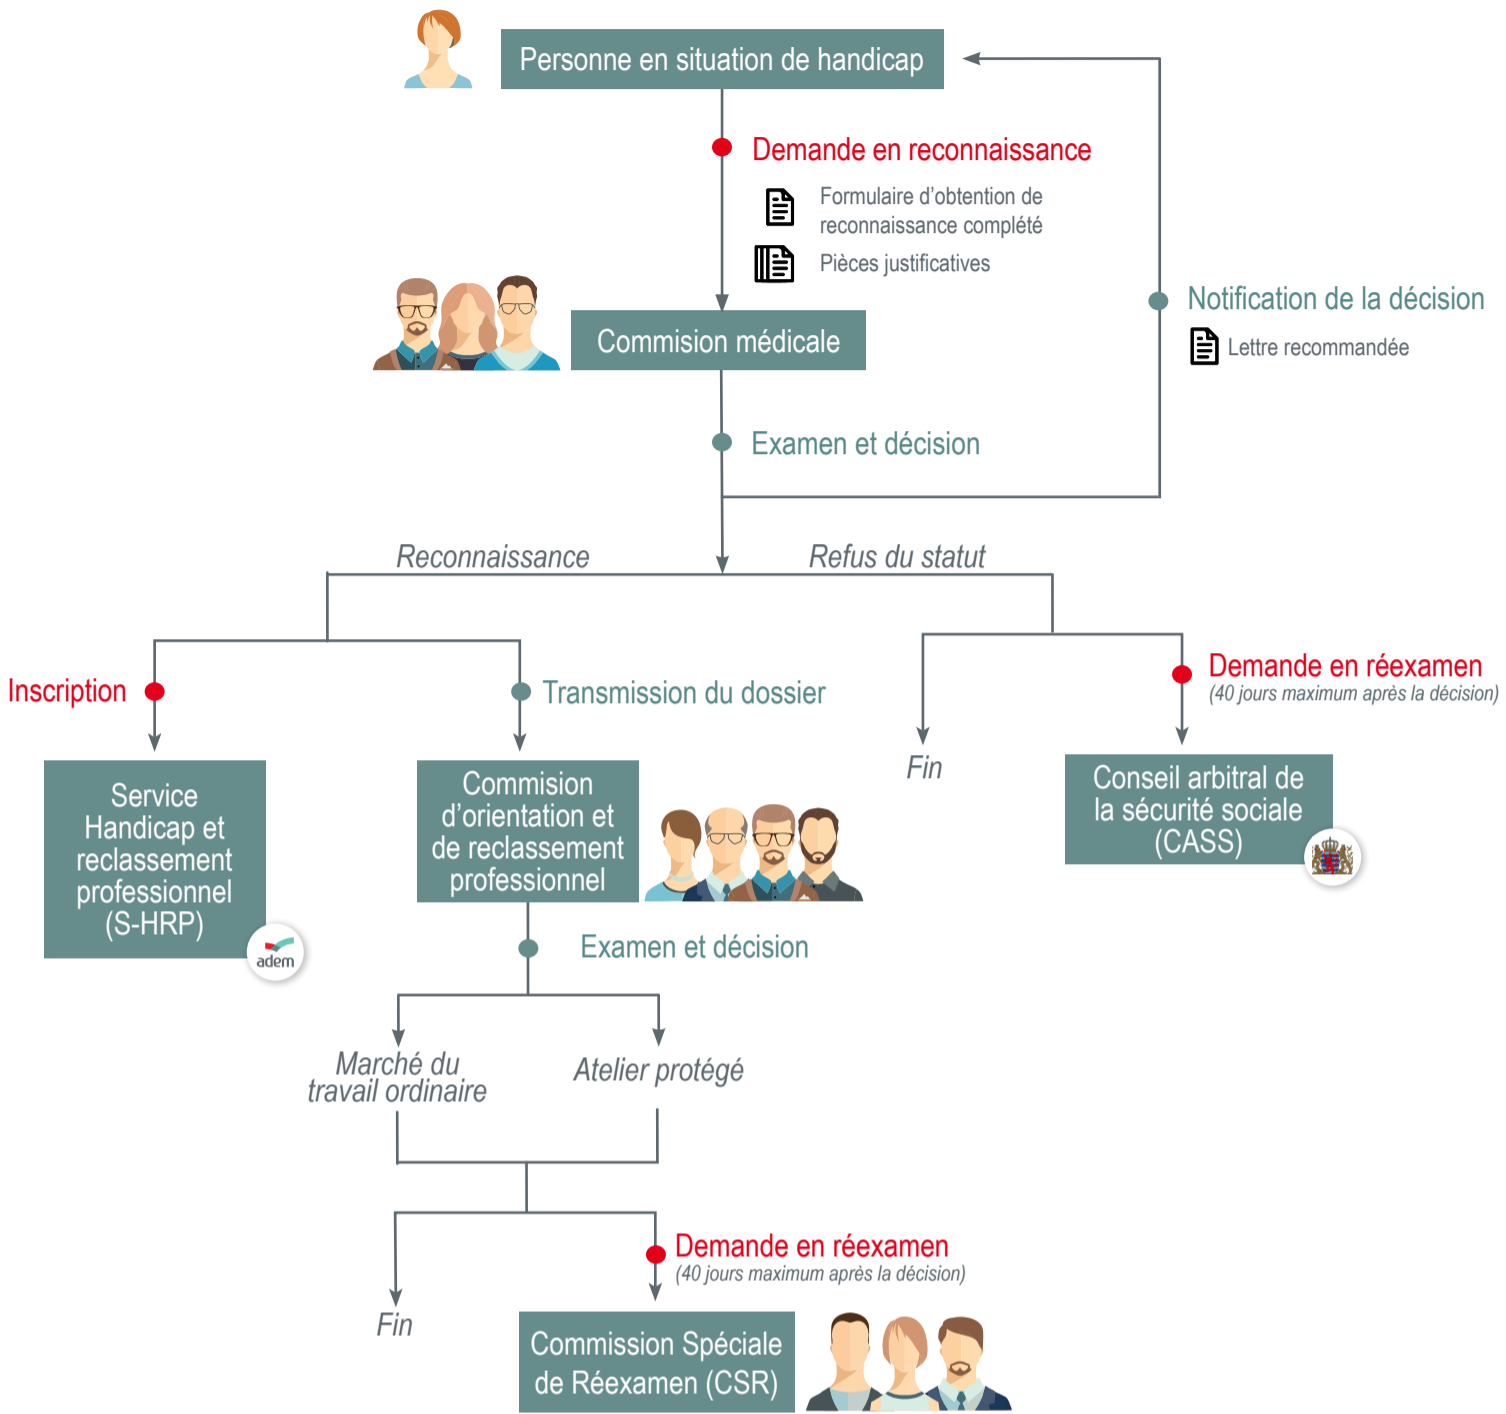 Personne en situation de handicap
Demande en reconnaissance
Formulaire d’obtention de
reconnaissance complété
Pièces justificatives
Notification de la décision
Lettre recommandée
Commision médicale
Examen et décision
Reconnaissance
Refus du statut
Inscription
Transmission du dossier
Demande en réexamen
(40 jours maximum après la décision)
Service
Handicap et
reclassement
professionnel
(S-HRP)
adem
Commision
d’orientation et
de reclassement
professionnel
Fin
Conseil arbitral de
la sécurité sociale
(CASS)
Examen et décision
Marché du
travail ordinaire
Atelier protégé
Demande en réexamen
(40 jours maximum après la décision)
Fin
Commission Spéciale
de Réexamen (CSR)